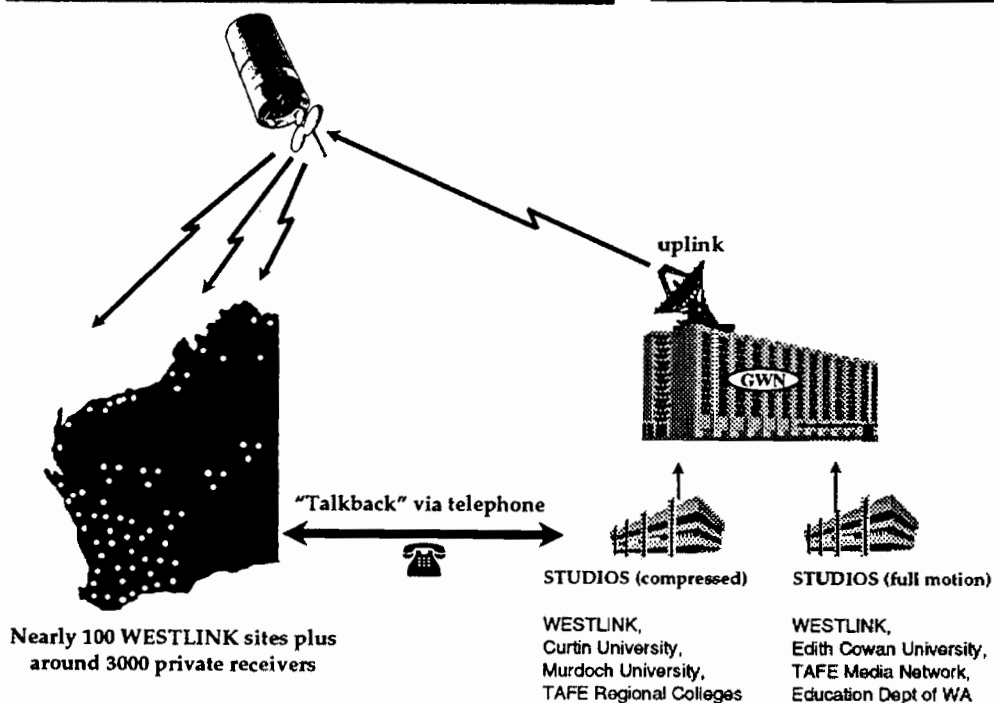 uplink
GWN
"Talkback" via telephone
STUDIOS (compressed)
STUDIOS (full motion)
Nearly 100 WESTLINK sites plus
around 3000 private receivers
WESTLINK,
Curtin University,
Murdoch University,
TAFE Regional Colleges
WESTLINK,
Edith Cowan University,
TAFE Media Network,
Education Dept of WA